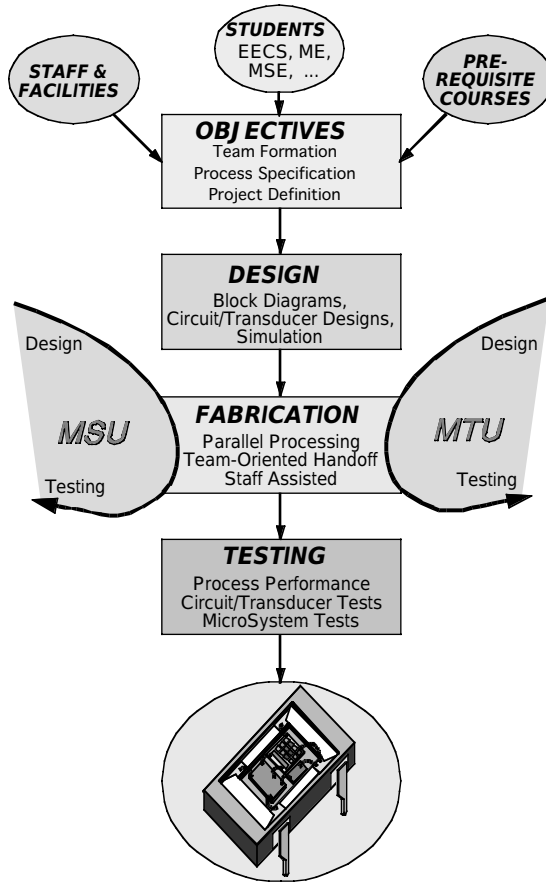 STUDENTS
EECS, ME,
MSE, ...
STAFF &
FACILITIES
PRE-
REQUISITE
COURSES
OBJECTIVES
Team Formation
Process Specification
Project Definition
DESIGN
Block Diagrams,
Circuit/Transducer Designs,
Simulation
Design
MSU
Testing
FABRICATION
Parallel Processing
Team-Oriented Handoff
Staff Assisted
Design
MTU
Testing
TESTING
Process Performance
Circuit/Transducer Tests
MicroSystem Tests